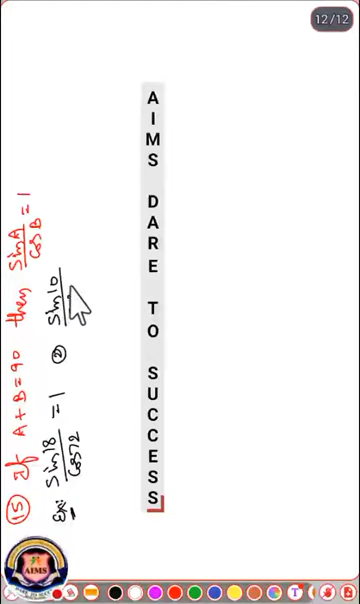 12/12
AIMS DARE TO SUCCESS
⑮ If A + B = 90 then SinA/CosB = 1
Ex: Sin18/Cos72 = 1 ② Sin10
AIMS
T